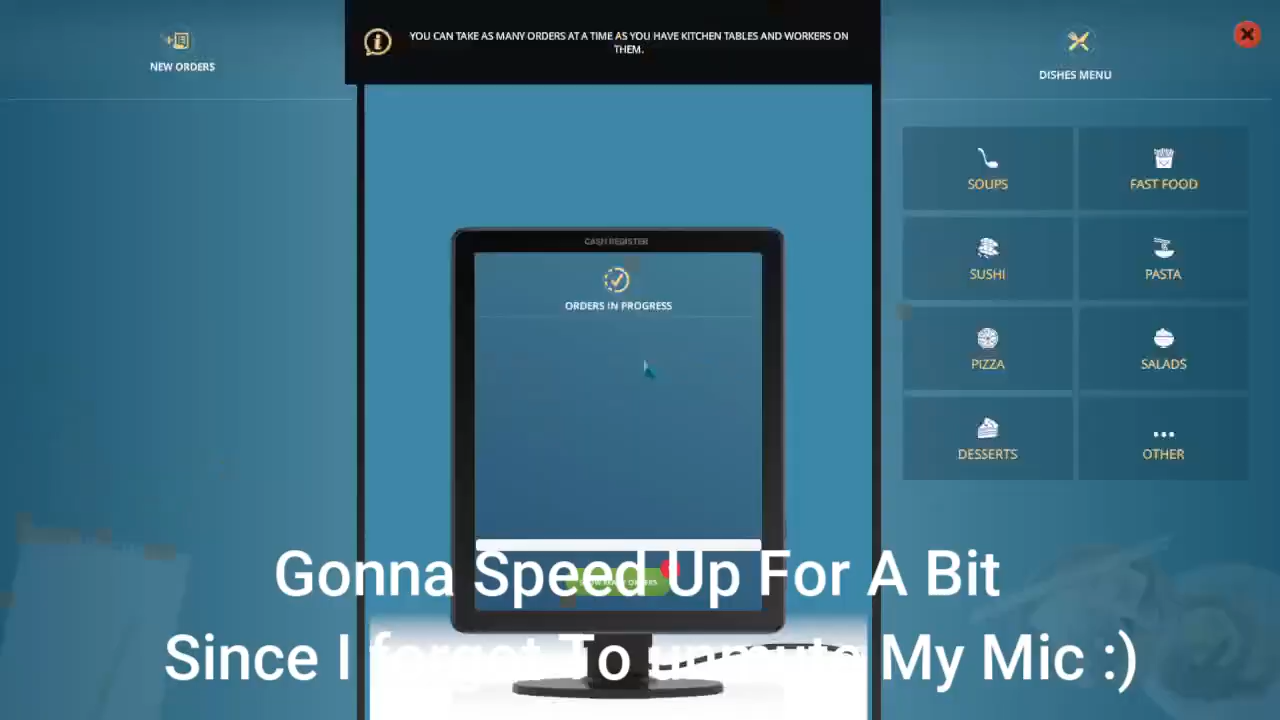 NEW ORDERS
YOU CAN TAKE AS MANY ORDERS AT A TIME AS YOU HAVE KITCHEN TABLES AND WORKERS ON
THEM.
DISHES MENU
SOUPS
FAST FOOD
SUSHI
PASTA
PIZZA
SALADS
DESSERTS
OTHER
CASH REGISTER
ORDERS IN PROGRESS
Gonna Speed Up For A Bit
Since I forgot To unmute My Mic :)